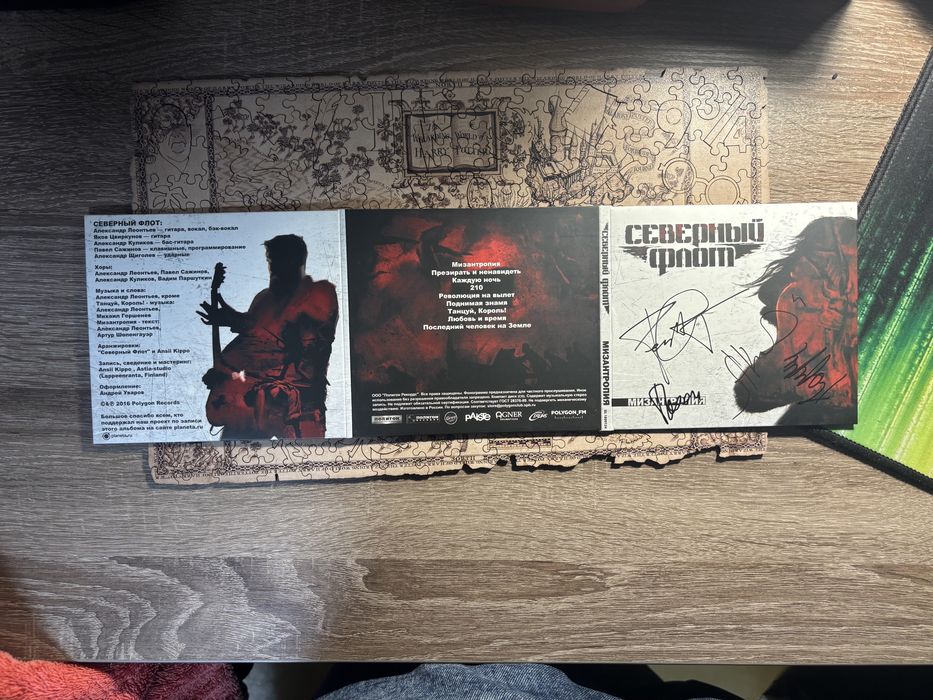 СЕВЕРНЫЙ ФЛОТ:
Александр Леонтьев — гитара, вокал, бэк-вокал
Яков Цвиркунов — гитара
Александр Куликов — бас-гитара
Павел Сажинов — клавишные, программирование
Александр Щиголев — ударные
Хоры:
Александр Леонтьев, Павел Сажинов,
Александр Куликов, Вадим Паршуткин
Музыка и слова:
Александр Леонтьев, кроме
Танцуй, Король! - музыка:
Александр Леонтьев,
Михаил Горшенев
Мизантропия - текст:
Александр Леонтьев,
Артур Шопенгауэр
Аранжировки:
"Северный Флот" и Ansii Kippo
Запись, сведение и мастеринг:
Ansii Kippo, Astia-studio
(Lappeenranta, Finland)
Оформление:
Андрей Уваров
©&℗ 2016 Polygon Records
Большое спасибо всем, кто
поддержал наш проект по записи
этого альбома на сайте planeta.ru
planeta.ru
Мизантропия
Презирать и ненавидеть
Каждую ночь
210
Революция на вылет
Поднимая знамя
Танцуй, Король!
Любовь и время
Последний человек на Земле
POLYGON_FM
СЕВЕРНЫЙ ФЛОТ
МИЗАНТРОПИЯ
СЕВЕРНЫЙ
ФЛОТ